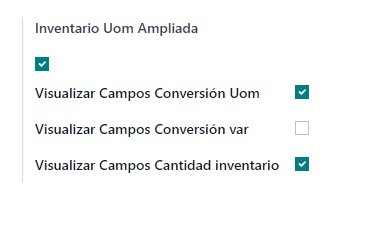 Inventario Uom Ampliada
Visualizar Campos Conversión Uom
Visualizar Campos Conversión var
Visualizar Campos Cantidad inventario